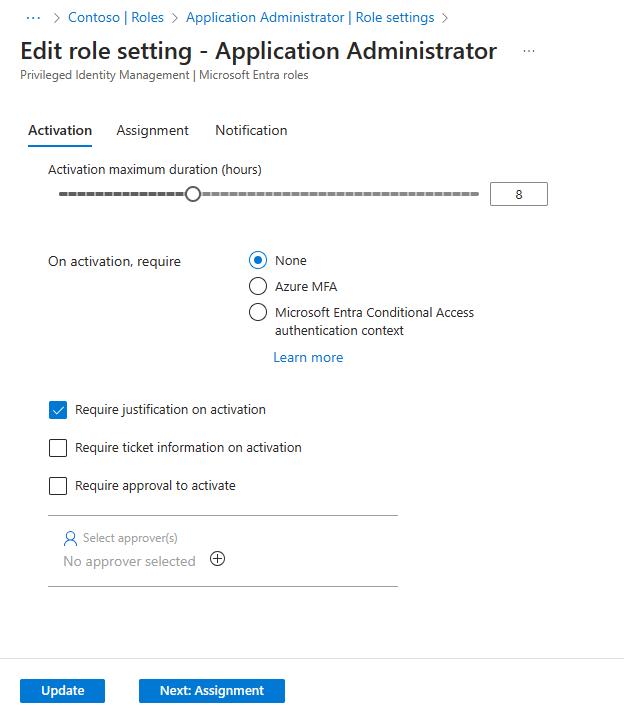 ··· > Contoso | Roles > Application Administrator | Role settings >
Edit role setting - Application Administrator ···
Privileged Identity Management | Microsoft Entra roles
Activation Assignment Notification
Activation maximum duration (hours)
8
On activation, require
None
Azure MFA
Microsoft Entra Conditional Access
authentication context
Learn more
Require justification on activation
Require ticket information on activation
Require approval to activate
Select approver(s)
No approver selected
Update Next: Assignment